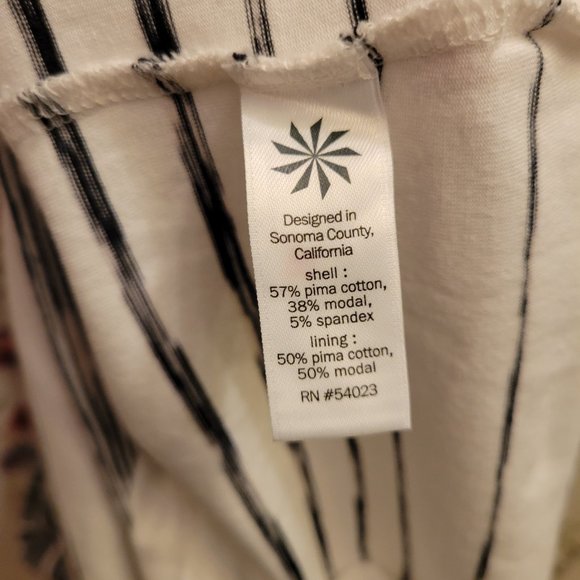 Designed in
Sonoma County,
California
shell :
57% pima cotton,
38% modal,
5% spandex
lining :
50% pima cotton,
50% modal
RN #54023